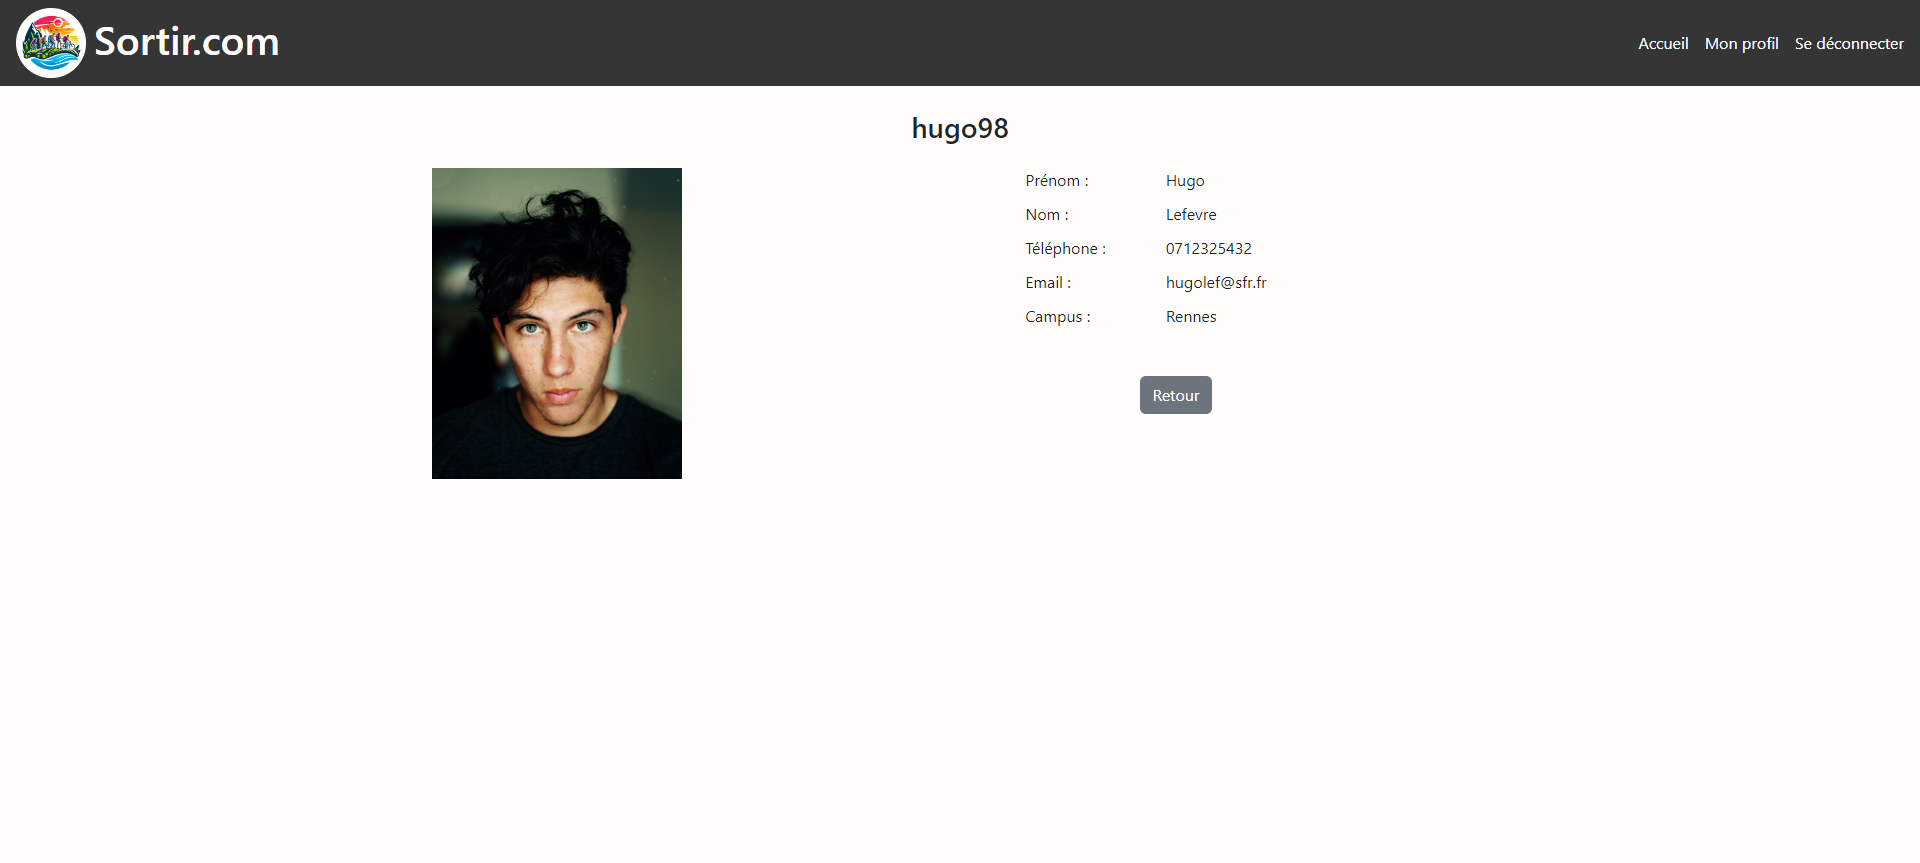 Sortir.com
Accueil Mon profil Se déconnecter
hugo98
Prénom : Hugo
Nom : Lefevre
Téléphone : 0712325432
Email : hugolef@sfr.fr
Campus : Rennes
Retour